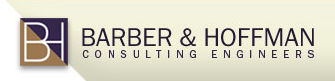 BH
BARBER & HOFFMAN
CONSULTING ENGINEERS